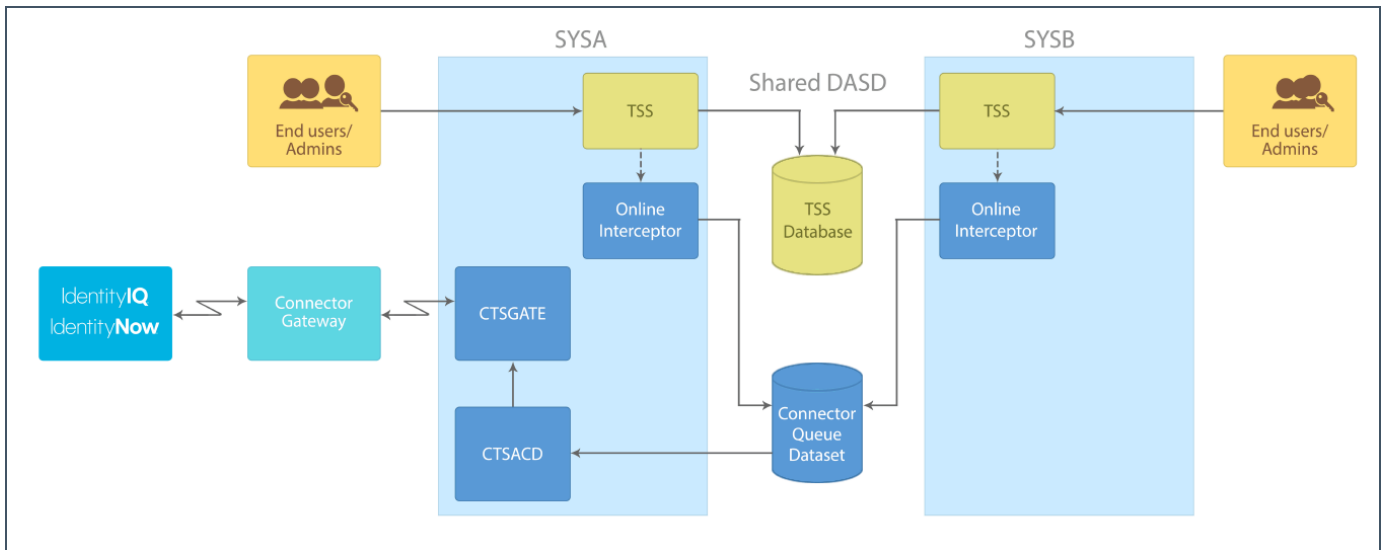 SYSA
SYSB
Shared DASD
End users/
Admins
TSS
TSS
End users/
Admins
TSS
Database
Online
Interceptor
Online
Interceptor
IdentityIQ
IdentityNow
Connector
Gateway
CTSGATE
CTSACD
Connector
Queue
Dataset